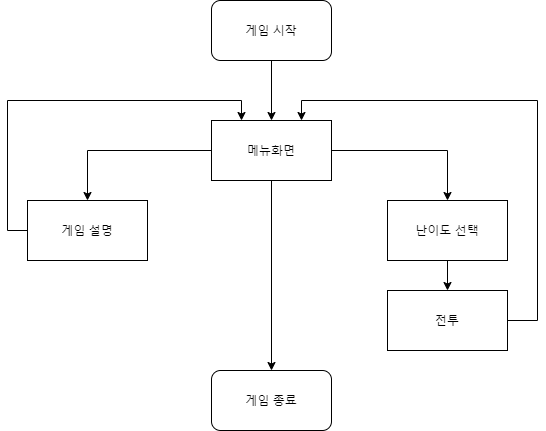 게임 시작
메뉴화면
게임 설명
난이도 선택
전투
게임 종료